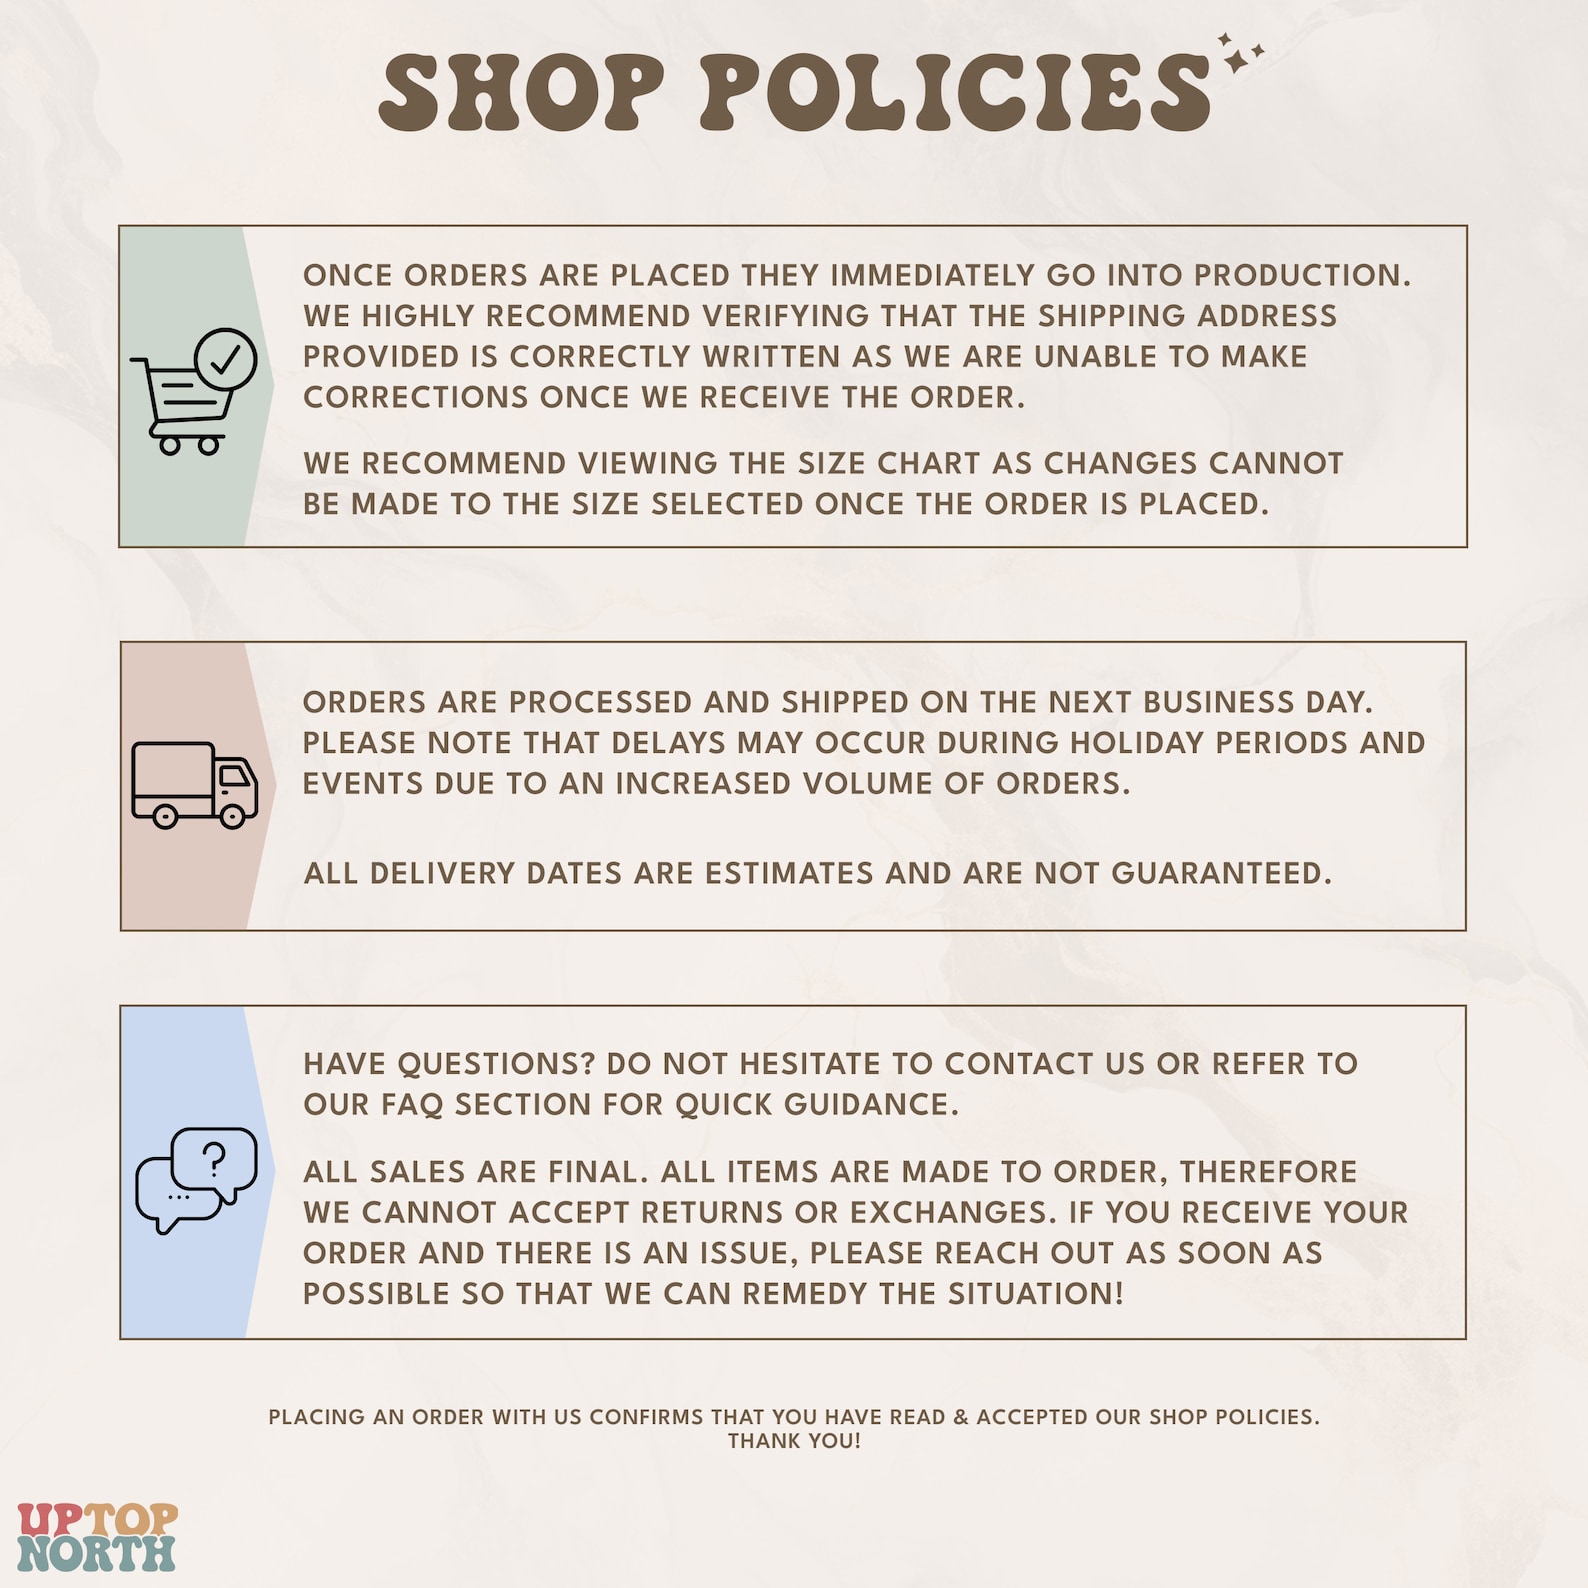 SHOP POLICIES
ONCE ORDERS ARE PLACED THEY IMMEDIATELY GO INTO PRODUCTION.
WE HIGHLY RECOMMEND VERIFYING THAT THE SHIPPING ADDRESS
PROVIDED IS CORRECTLY WRITTEN AS WE ARE UNABLE TO MAKE
CORRECTIONS ONCE WE RECEIVE THE ORDER.
WE RECOMMEND VIEWING THE SIZE CHART AS CHANGES CANNOT
BE MADE TO THE SIZE SELECTED ONCE THE ORDER IS PLACED.
ORDERS ARE PROCESSED AND SHIPPED ON THE NEXT BUSINESS DAY.
PLEASE NOTE THAT DELAYS MAY OCCUR DURING HOLIDAY PERIODS AND
EVENTS DUE TO AN INCREASED VOLUME OF ORDERS.
ALL DELIVERY DATES ARE ESTIMATES AND ARE NOT GUARANTEED.
HAVE QUESTIONS? DO NOT HESITATE TO CONTACT US OR REFER TO
OUR FAQ SECTION FOR QUICK GUIDANCE.
?
ALL SALES ARE FINAL. ALL ITEMS ARE MADE TO ORDER, THEREFORE
WE CANNOT ACCEPT RETURNS OR EXCHANGES. IF YOU RECEIVE YOUR
ORDER AND THERE IS AN ISSUE, PLEASE REACH OUT AS SOON AS
POSSIBLE SO THAT WE CAN REMEDY THE SITUATION!
PLACING AN ORDER WITH US CONFIRMS THAT YOU HAVE READ & ACCEPTED OUR SHOP POLICIES.
THANK YOU!
UPTOP
NORTH